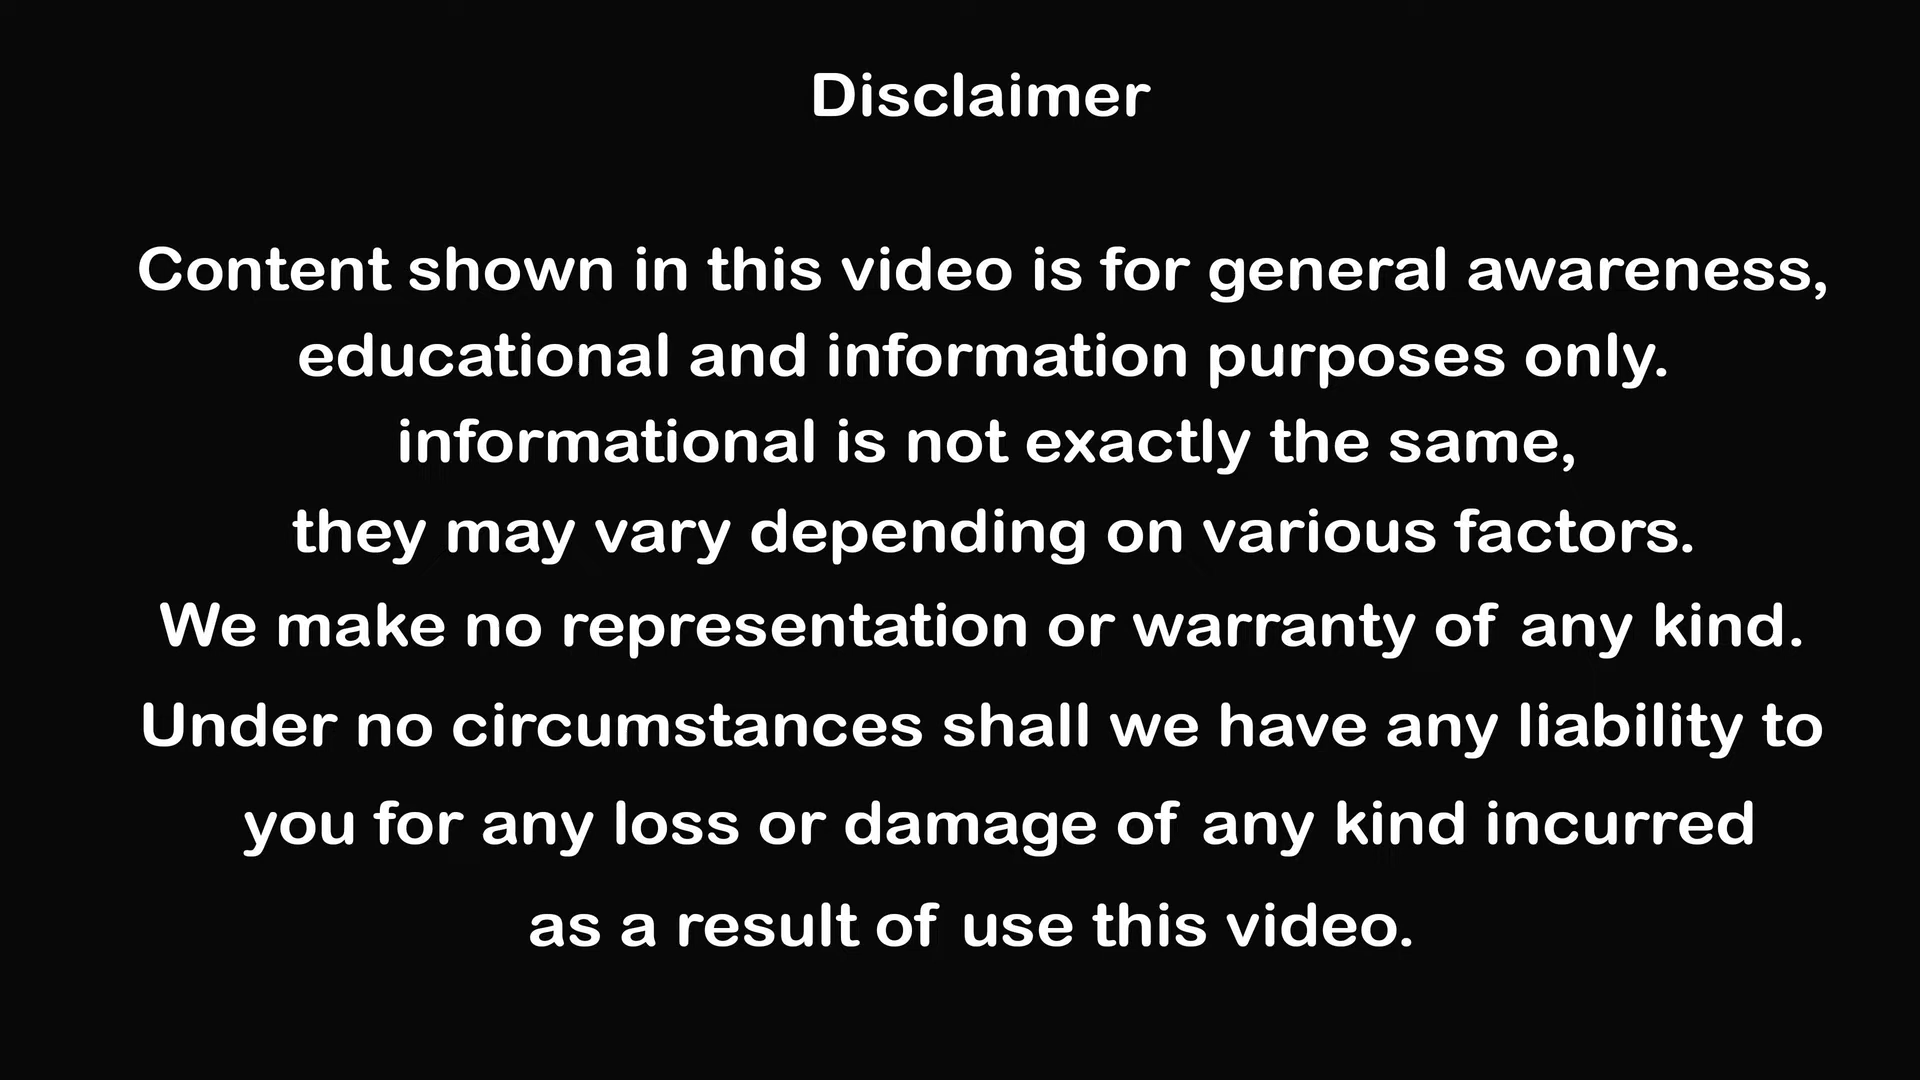 Disclaimer
Content shown in this video is for general awareness,
educational and information purposes only.
informational is not exactly the same,
they may vary depending on various factors.
We make no representation or warranty of any kind.
Under no circumstances shall we have any liability to
you for any loss or damage of any kind incurred
as a result of use this video.